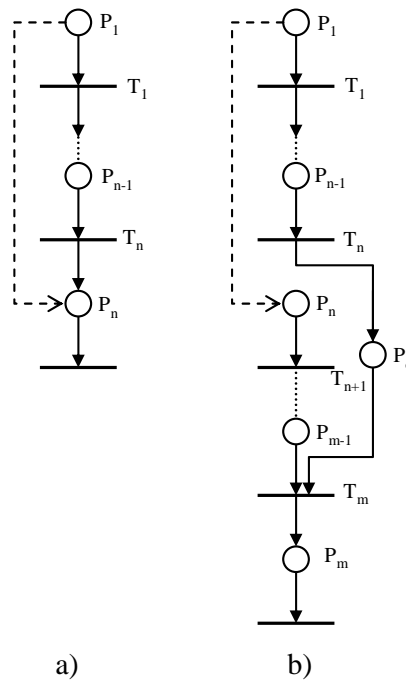 P1 P1
T1 T1
Pn-1 Pn-1
Tn Tn
Pn Pn
Tn+1
Pm-1
Tm
Pm
a) b)